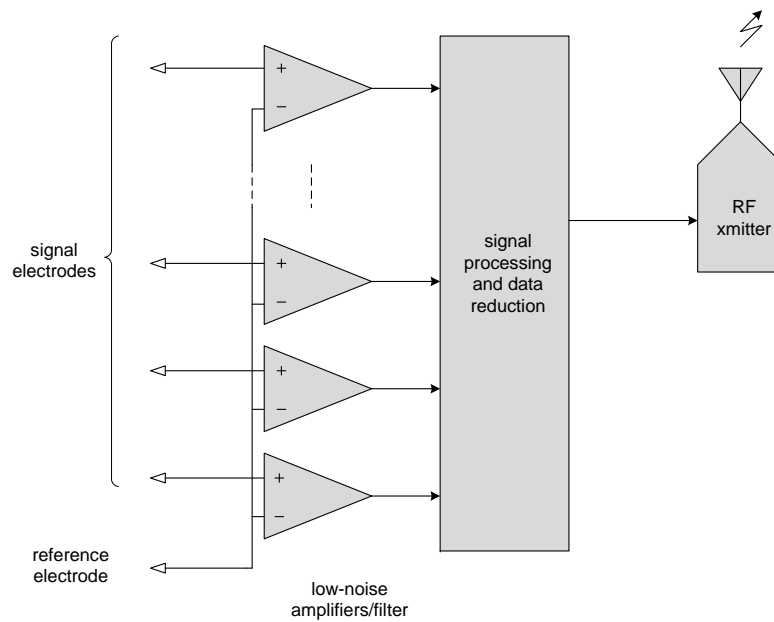 +
−
+
−
+
−
+
−
signal
electrodes
reference
electrode
low-noise
amplifiers/filter
signal
processing
and data
reduction
RF
xmitter